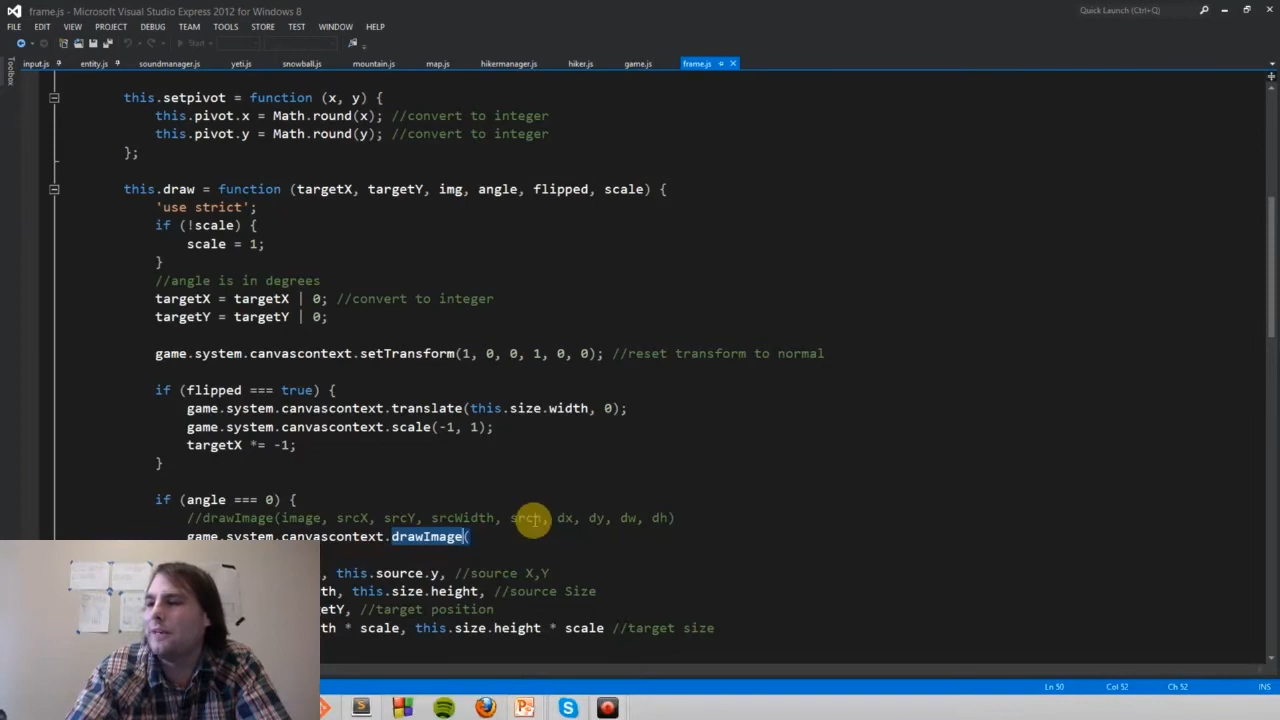 frame.js - Microsoft Visual Studio Express 2012 for Windows 8
Quick Launch (Ctrl+Q)
FILE EDIT VIEW PROJECT DEBUG TEAM TOOLS STORE TEST WINDOW HELP
Start
Toolbox
input.js entity.js soundmanager.js yeti.js snowball.js mountain.js map.js hikermanager.js hiker.js game.js frame.js
this.setpivot = function (x, y) {
this.pivot.x = Math.round(x); //convert to integer
this.pivot.y = Math.round(y); //convert to integer
};
this.draw = function (targetX, targetY, img, angle, flipped, scale) {
'use strict';
if (!scale) {
scale = 1;
}
//angle is in degrees
targetX = targetX | 0; //convert to integer
targetY = targetY | 0;
game.system.canvascontext.setTransform(1, 0, 0, 1, 0, 0); //reset transform to normal
if (flipped === true) {
game.system.canvascontext.translate(this.size.width, 0);
game.system.canvascontext.scale(-1, 1);
targetX *= -1;
}
if (angle === 0) {
//drawImage(image, srcX, srcY, srcWidth, srch, dx, dy, dw, dh)
game.system.canvascontext.drawImage(
, this.source.y, //source X,Y
th, this.size.height, //source Size
getY, //target position
th * scale, this.size.height * scale //target size
Ln 50 Col 52 Ch 52 INS